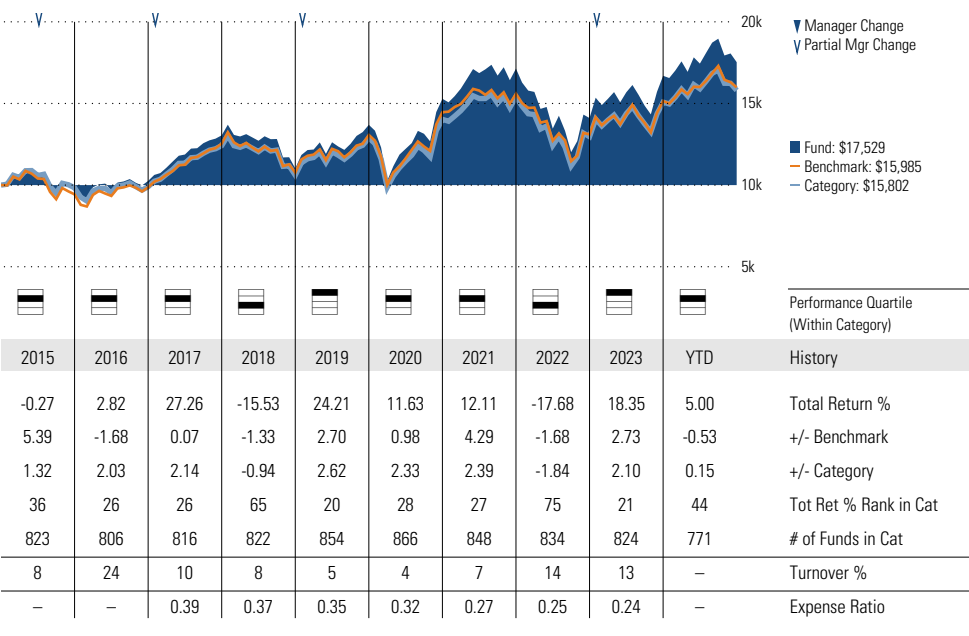 20k
▼ Manager Change
∨ Partial Mgr Change
15k
Fund: $17,529
Benchmark: $15,985
Category: $15,802
10k
5k
Performance Quartile
(Within Category)
2015 2016 2017 2018 2019 2020 2021 2022 2023 YTD History
-0.27 2.82 27.26 -15.53 24.21 11.63 12.11 -17.68 18.35 5.00 Total Return %
5.39 -1.68 0.07 -1.33 2.70 0.98 4.29 -1.68 2.73 -0.53 +/- Benchmark
1.32 2.03 2.14 -0.94 2.62 2.33 2.39 -1.84 2.10 0.15 +/- Category
36 26 26 65 20 28 27 75 21 44 Tot Ret % Rank in Cat
823 806 816 822 854 866 848 834 824 771 # of Funds in Cat
8 24 10 8 5 4 7 14 13 – Turnover %
– – 0.39 0.37 0.35 0.32 0.27 0.25 0.24 – Expense Ratio